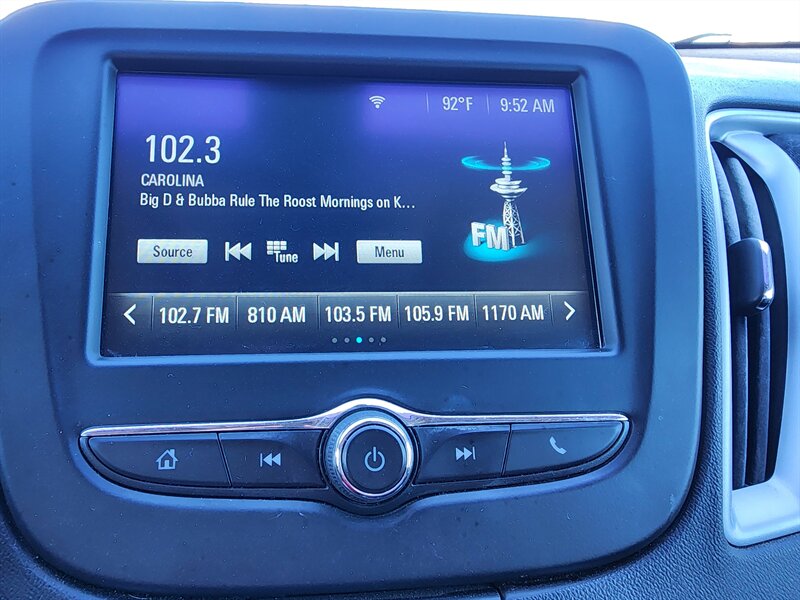 92°F 9:52 AM
102.3
CAROLINA
Big D & Bubba Rule The Roost Mornings on K...
FM
Source Tune Menu
102.7 FM 810 AM 103.5 FM 105.9 FM 1170 AM